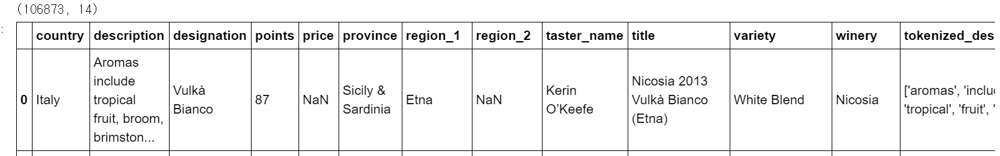 (106873, 14)
:
country description designation points price province region_1 region_2 taster_name title variety winery tokenized_des
0 Italy Aromas include tropical fruit, broom, brimston... Vulkà Bianco 87 NaN Sicily & Sardinia Etna NaN Kerin O’Keefe Nicosia 2013 Vulkà Bianco (Etna) White Blend Nicosia ['aromas', 'inclu 'tropical', 'fruit', '